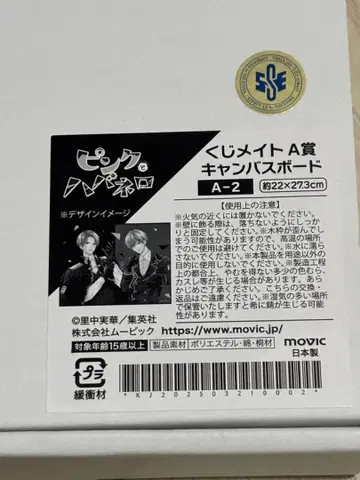 SSE
ピンクと
ハバネロ
※デザインイメージ
©里中実華/集英社
株式会社ムービック
https://www.movic.jp/
くじメイト A賞
キャンバスボード
A-2
約22×27.3cm
【使用上の注意】
※火気の近くには置かないでください。
※壁に飾る際は、落ちないようにしっか
りと固定してください。※木枠が歪んでし
まう可能性がありますので、高温の場所
でのご使用は避けてください。※水に濡
らさないでください。※本製品を用途以外の
目的に使用しないでください。※製造工程
上の都合上、やむを得ない多少の色むら、
カスレ等が生じる場合があります。あら
かじめご了承ください。こちらの交換・
返品はご遠慮ください。※湿気の多い場所
で保管いたしますと希に錆が生じる可能
性があります。
対象年齢15歳以上
製品素材
ポリエステル・綿・桐材
movic
日本製
プラ
緩衝材
*KJ2025032100002*